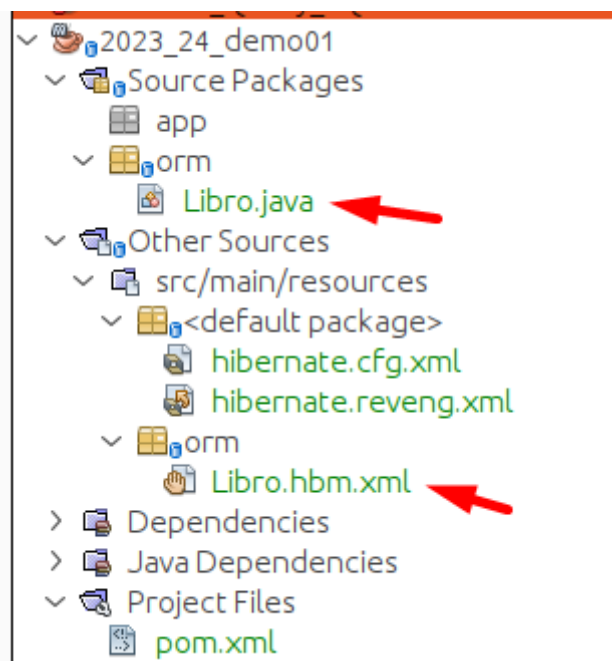 2023_24_demo01
Source Packages
app
orm
Libro.java
Other Sources
src/main/resources
<default package>
hibernate.cfg.xml
hibernate.reveng.xml
orm
Libro.hbm.xml
Dependencies
Java Dependencies
Project Files
pom.xml